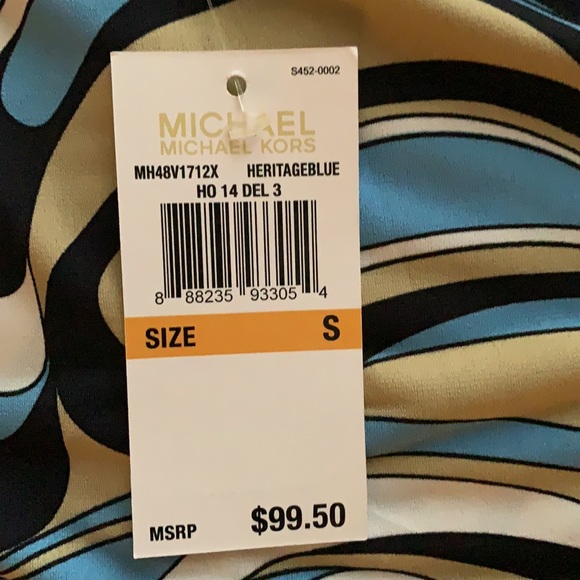 S452-0002
MICHAEL
MICHAEL KORS
MH48V1712X HERITAGEBLUE
HO 14 DEL 3
8 88235 93305 4
SIZE S
MSRP $99.50